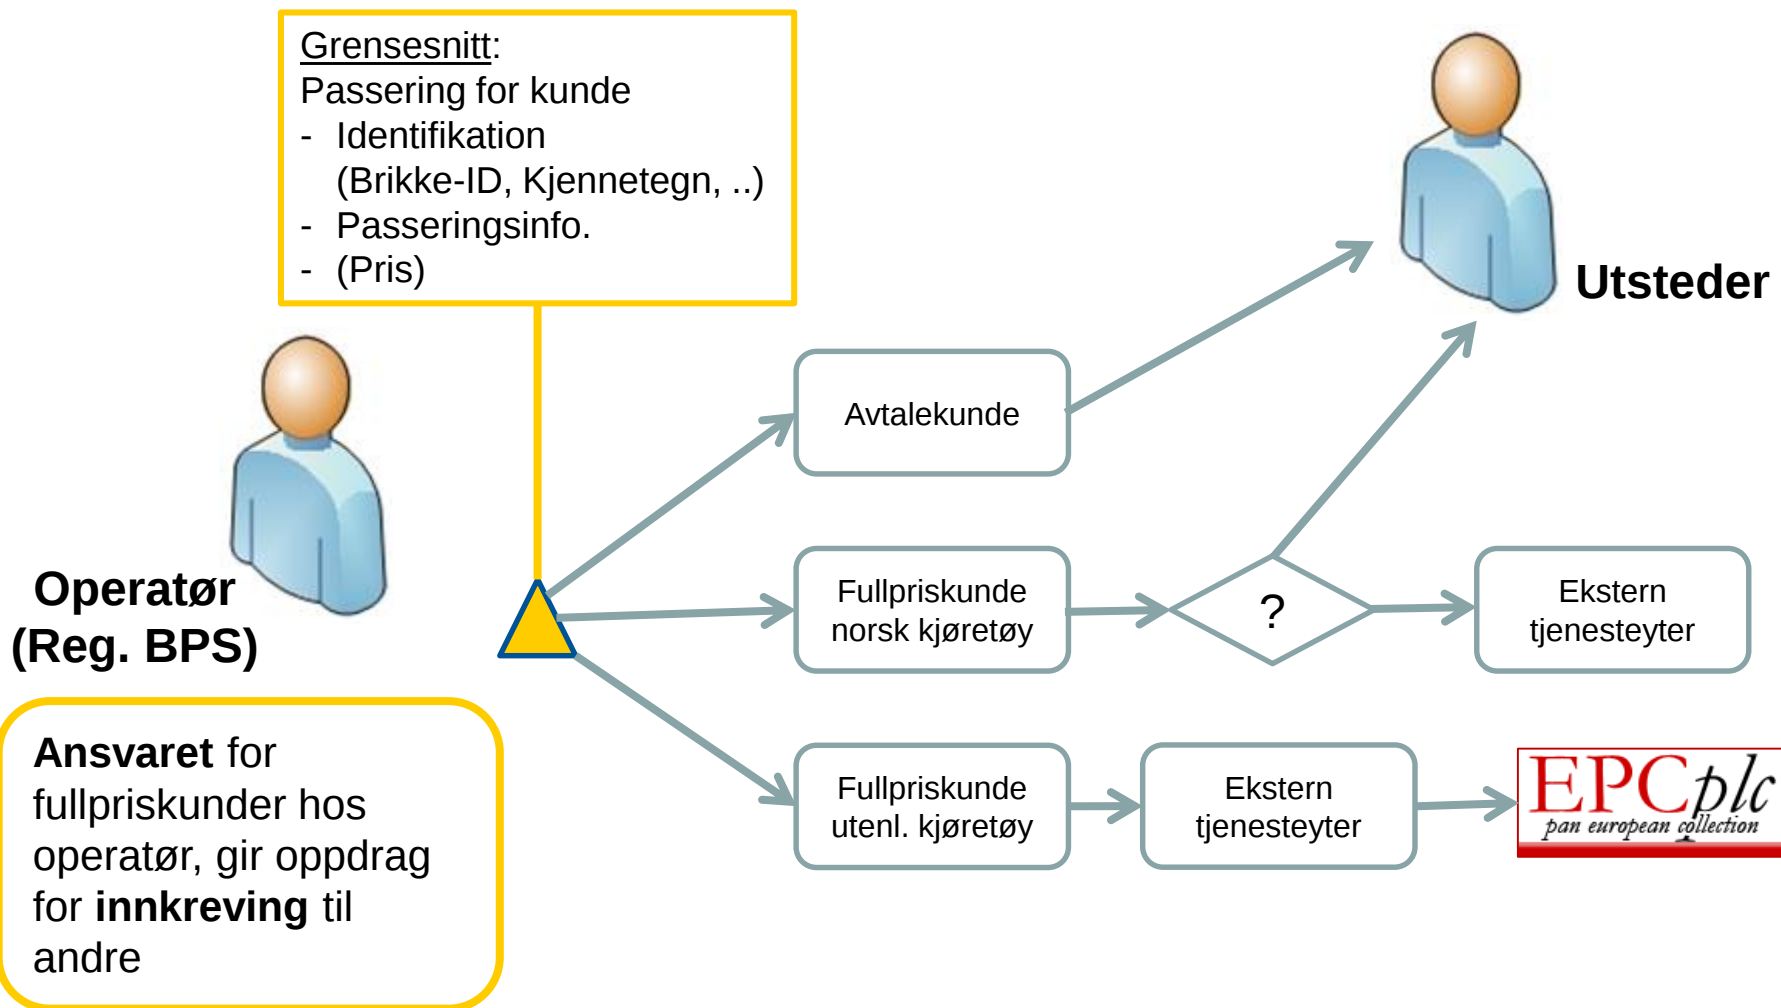 Grensesnitt:
Passering for kunde
- Identifikation
(Brikke-ID, Kjennetegn, ..)
- Passeringsinfo.
- (Pris)
Utsteder
Operatør
(Reg. BPS)
Avtalekunde
Fullpriskunde
norsk kjøretøy
?
Ekstern
tjenesteyter
Fullpriskunde
utenl. kjøretøy
Ekstern
tjenesteyter
EPCplc
pan european collection
Ansvaret for
fullpriskunder hos
operatør, gir oppdrag
for innkreving til
andre